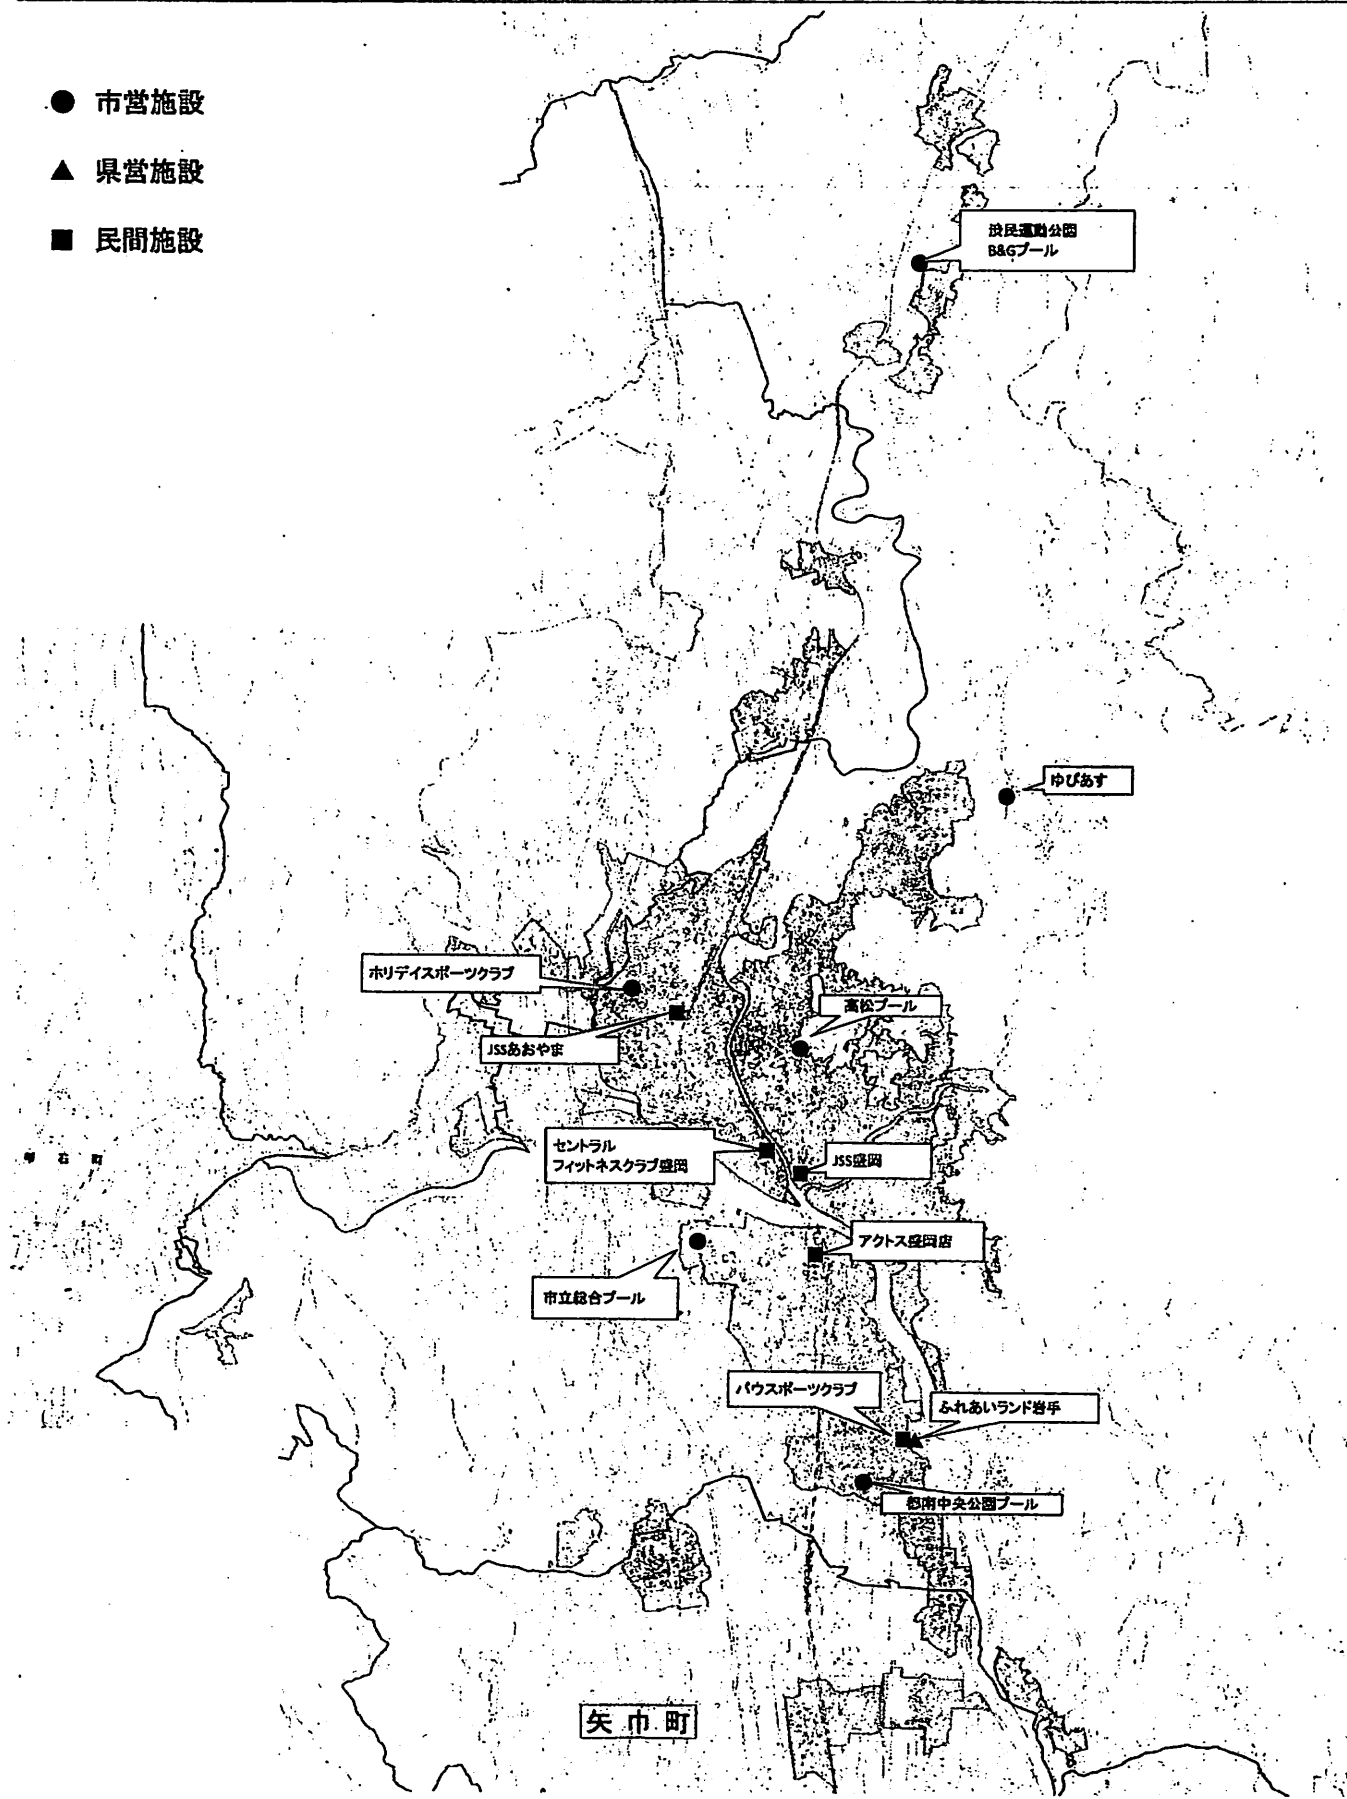 ● 市営施設
▲ 県営施設
■ 民間施設
渋民運動公園
B&Gプール
ゆぴあす
ホリデイスポーツクラブ
高松プール
JSSあおやま
セントラル
フィットネスクラブ盛岡
JSS盛岡
アクトス盛岡店
市立総合プール
パウスポーツクラブ
ふれあいランド岩手
都南中央公園プール
矢巾町